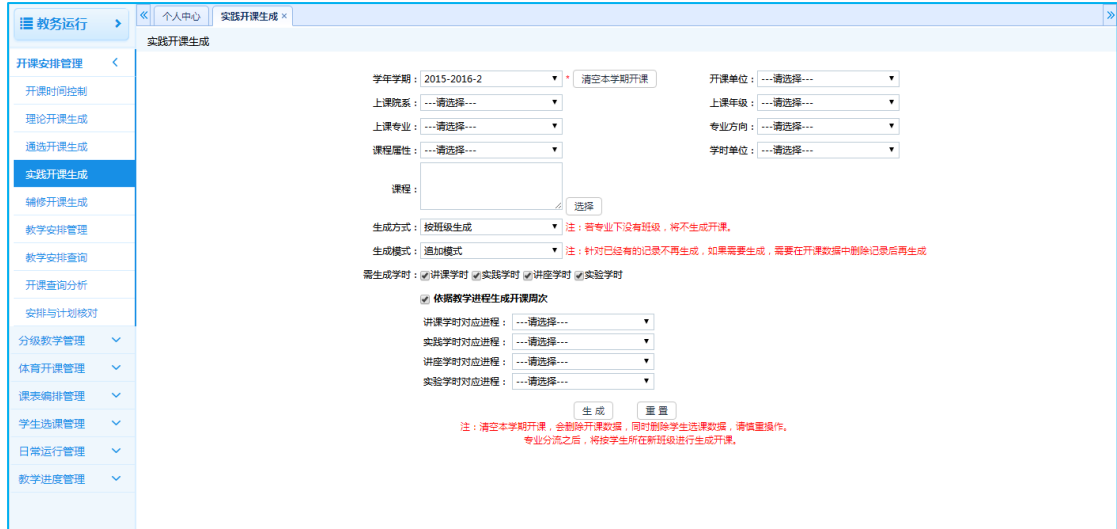 教务运行
个人中心 实践开课生成 ×
实践开课生成
开课安排管理
开课时间控制
理论开课生成
通选开课生成
实践开课生成
辅修开课生成
教学安排管理
教学安排查询
开课查询分析
安排与计划核对
分级教学管理
体育开课管理
课表编排管理
学生选课管理
日常运行管理
教学进度管理
学年学期： 2015-2016-2 * 清空本学期开课 开课单位： ---请选择---
上课院系： ---请选择--- 上课年级： ---请选择---
上课专业： ---请选择--- 专业方向： ---请选择---
课程属性： ---请选择--- 学时单位： ---请选择---
课程： 选择
生成方式： 按班级生成 注：若专业下没有班级，将不生成开课。
生成模式： 追加模式 注：针对已经有的记录不再生成，如果需要生成，需要在开课数据中删除记录后再生成
需生成学时： 讲课学时 实践学时 讲座学时 实验学时
依据教学进程生成开课周次
讲课学时对应进程： ---请选择---
实践学时对应进程： ---请选择---
讲座学时对应进程： ---请选择---
实验学时对应进程： ---请选择---
生 成 重 置
注：清空本学期开课，会删除开课数据，同时删除学生选课数据，请慎重操作。
专业分流之后，将按学生所在新班级进行生成开课。